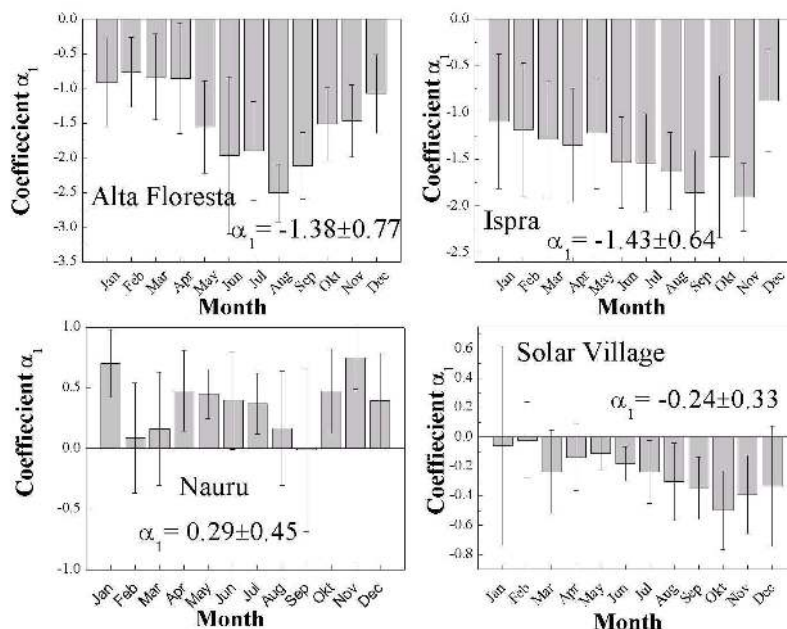 0.0
-0.5
-1.0
-1.5
-2.0
-2.5
-3.0
-3.5
Coeffiecient α₁
Alta Floresta
α₁= -1.38±0.77
Jan Feb Mar Apr May Jun Jul Aug Sep Okt Nov Dec
Month
0.0
-0.5
-1.0
-1.5
-2.0
-2.5
Coeffiecient α₁
Ispra
α₁= -1.43±0.64
Jan Feb Mar Apr May Jun Jul Aug Sep Okt Nov Dec
Month
1.0
0.5
0.0
-0.5
-1.0
Coeffiecient α₁
Nauru
α₁= 0.29±0.45
Jan Feb Mar Apr May Jun Jul Aug Sep Okt Nov Dec
Month
0.6
0.4
0.2
0.0
-0.2
-0.4
-0.6
-0.8
Coeffiecient α₁
Solar Village
α₁= -0.24±0.33
Jan Feb Mar Apr May Jun Jul Aug Sep Okt Nov Dec
Month